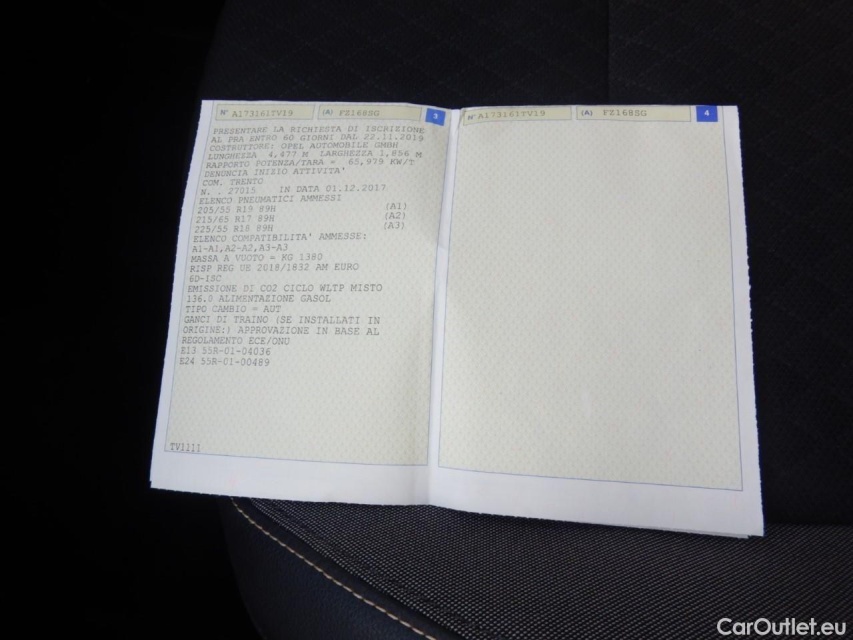 N° A173161TV19 (A) FZ168SG 3
PRESENTARE LA RICHIESTA DI ISCRIZIONE
AL PRA ENTRO 60 GIORNI DAL 22.11.2019
COSTRUTTORE: OPEL AUTOMOBILE GMBH
LUNGHEZZA 4,477 M LARGHEZZA 1,856 M
RAPPORTO POTENZA/TARA = 65,979 KW/T
DENUNCIA INIZIO ATTIVITA'
COM. TRENTO
N. . 27015 IN DATA 01.12.2017
ELENCO PNEUMATICI AMMESSI
205/55 R19 89H (A1)
215/65 R17 89H (A2)
225/55 R18 89H (A3)
ELENCO COMPATIBILITA' AMMESSE:
A1-A1,A2-A2,A3-A3
MASSA A VUOTO = KG 1380
RISP REG UE 2018/1832 AM EURO
6D-ISC
EMISSIONE DI CO2 CICLO WLTP MISTO
136.0 ALIMENTAZIONE GASOL
TIPO CAMBIO = AUT
GANCI DI TRAINO (SE INSTALLATI IN
ORIGINE:) APPROVAZIONE IN BASE AL
REGOLAMENTO ECE/ONU
E13 55R-01-04036
E24 55R-01-00489
TV1111
N° A173161TV19 (A) FZ168SG 4
CarOutlet.eu